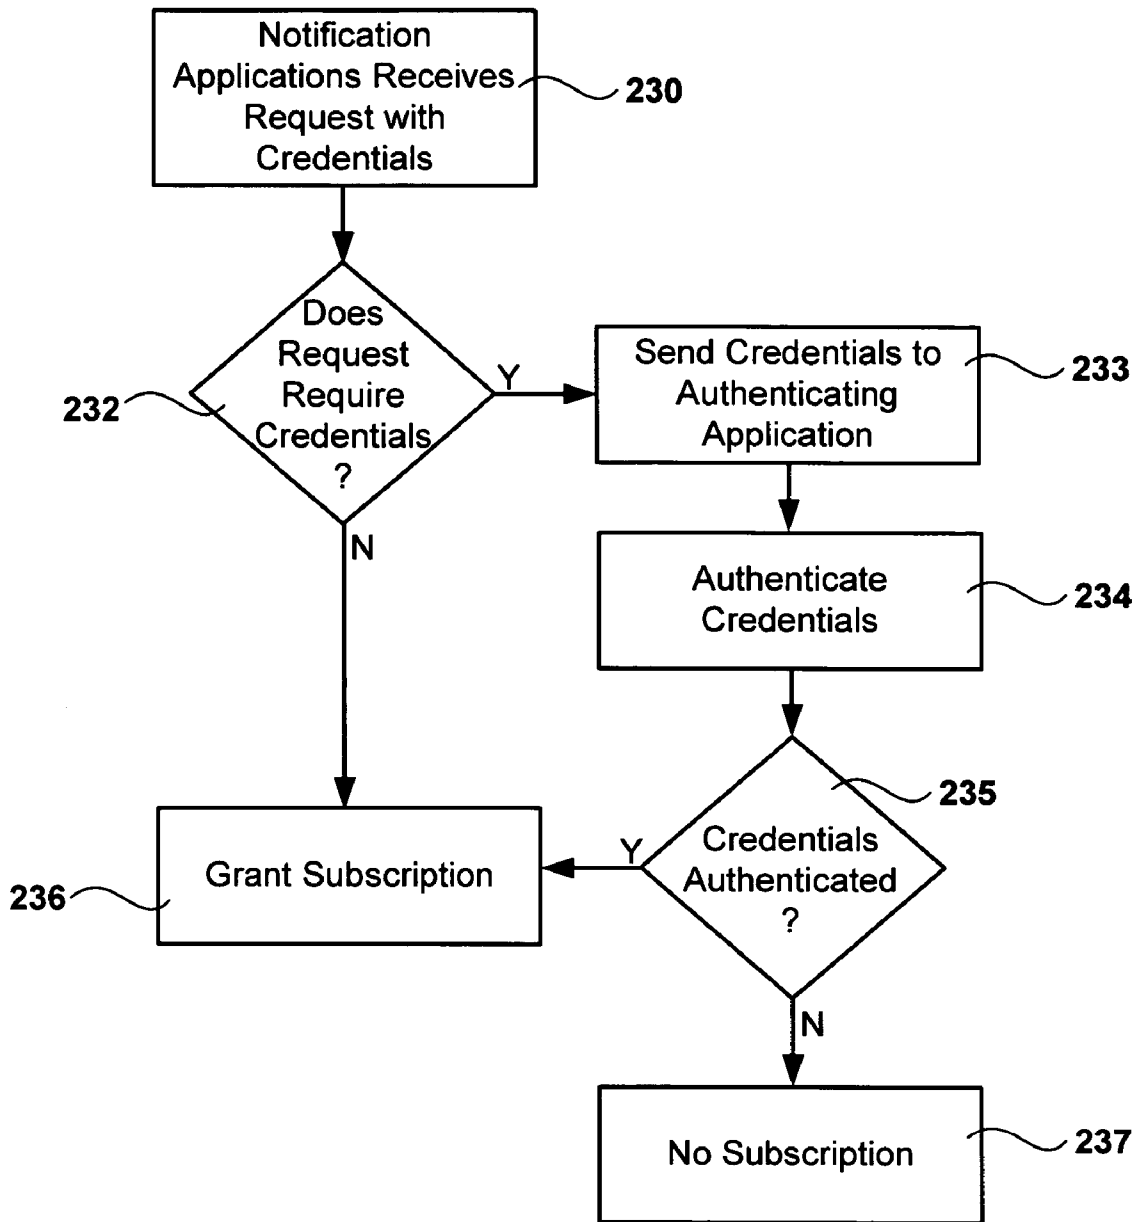 Notification
Applications Receives
Request with
Credentials
230
Does
Request
Require
Credentials
?
232
Y
N
Send Credentials to
Authenticating
Application
233
Authenticate
Credentials
234
235
Credentials
Authenticated
?
Y
N
Grant Subscription
236
No Subscription
237